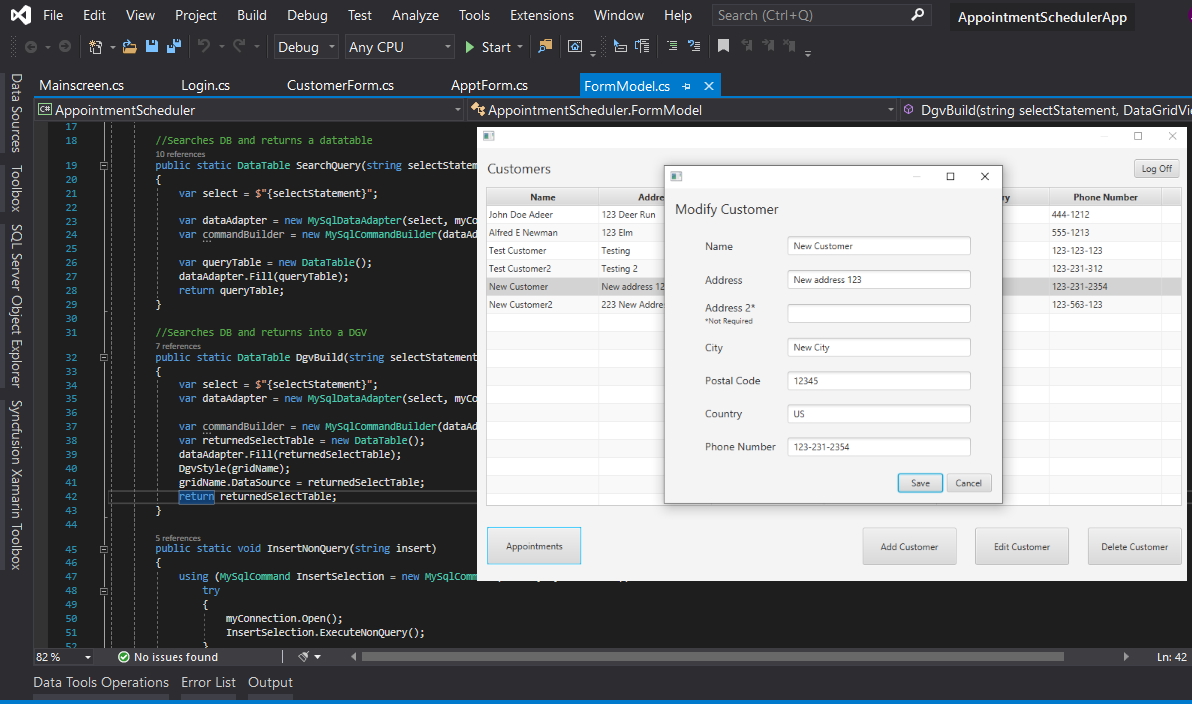 File Edit View Project Build Debug Test Analyze Tools Extensions Window Help Search (Ctrl+Q) AppointmentSchedulerApp
Debug Any CPU Start
Mainscreen.cs Login.cs CustomerForm.cs ApptForm.cs FormModel.cs
AppointmentScheduler AppointmentScheduler.FormModel DgvBuild(string selectStatement, DataGridVi
Data Sources
Toolbox
SQL Server Object Explorer
Syncfusion Xamarin Toolbox
17
18 //Searches DB and returns a datatable
10 references
19 public static DataTable SearchQuery(string selectStatem
20 {
21 var select = $"{selectStatement}";
22
23 var dataAdapter = new MySqlDataAdapter(select, myCo
24 var commandBuilder = new MySqlCommandBuilder(dataAd
25
26 var queryTable = new DataTable();
27 dataAdapter.Fill(queryTable);
28 return queryTable;
29 }
30
31 //Searches DB and returns into a DGV
7 references
32 public static DataTable DgvBuild(string selectStatement
33 {
34 var select = $"{selectStatement}";
35 var dataAdapter = new MySqlDataAdapter(select, myCo
36
37 var commandBuilder = new MySqlCommandBuilder(dataAd
38 var returnedSelectTable = new DataTable();
39 dataAdapter.Fill(returnedSelectTable);
40 DgvStyle(gridName);
41 gridName.DataSource = returnedSelectTable;
42 return returnedSelectTable;
43 }
44
5 references
45 public static void InsertNonQuery(string insert)
46 {
47 using (MySqlCommand InsertSelection = new MySqlComm
48 try
49 {
50 myConnection.Open();
51 InsertSelection.ExecuteNonQuery();
52 }
Customers
Log Off
Name Addre ry Phone Number
John Doe Adeer 123 Deer Run 444-1212
Alfred E Newman 123 Elm 555-1213
Test Customer Testing 123-123-123
Test Customer2 Testing 2 123-231-312
New Customer New address 12 123-231-2354
New Customer2 223 New Addre 123-563-123
Appointments Add Customer Edit Customer Delete Customer
Modify Customer
Name New Customer
Address New address 123
Address 2*
*Not Required
City New City
Postal Code 12345
Country US
Phone Number 123-231-2354
Save Cancel
82 % No issues found Ln: 42
Data Tools Operations Error List Output